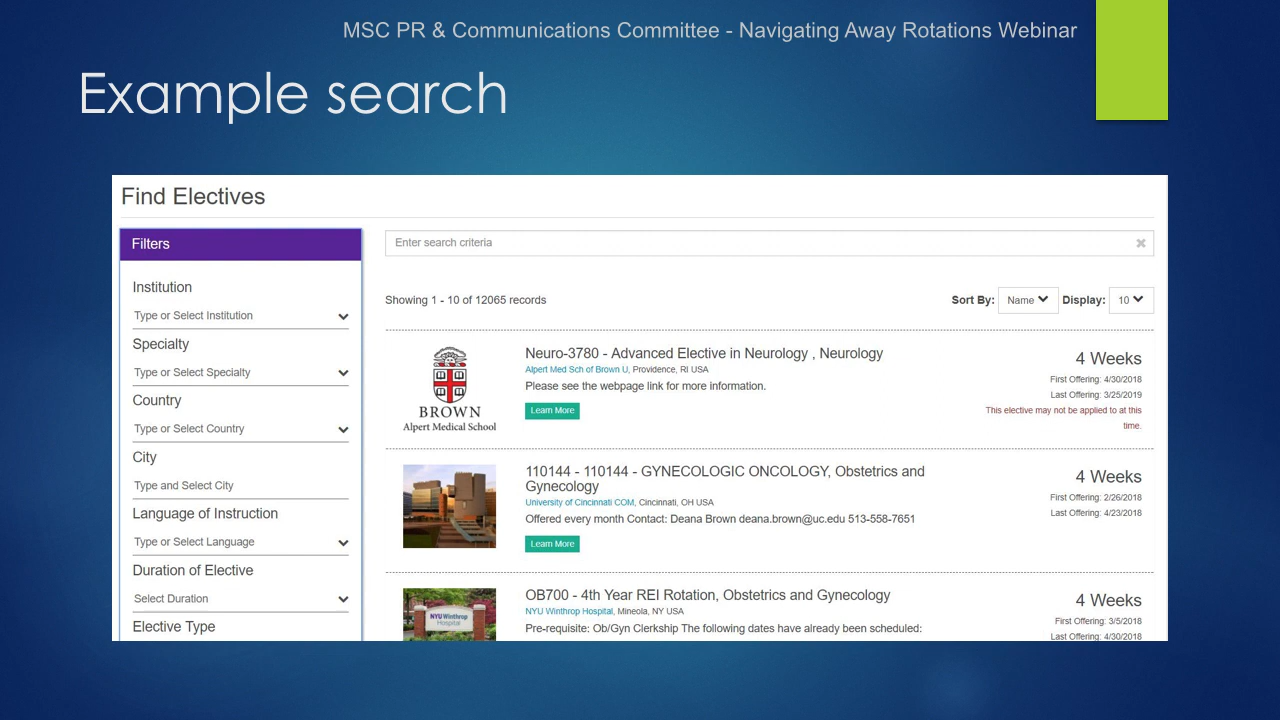 MSC PR & Communications Committee - Navigating Away Rotations Webinar
Example search
Find Electives
Filters
Institution
Type or Select Institution
Specialty
Type or Select Specialty
Country
Type or Select Country
City
Type and Select City
Language of Instruction
Type or Select Language
Duration of Elective
Select Duration
Elective Type
Enter search criteria
Showing 1 - 10 of 12065 records
Sort By: Name Display: 10
BROWN
Alpert Medical School
Neuro-3780 - Advanced Elective in Neurology , Neurology
Alpert Med Sch of Brown U, Providence, RI USA
Please see the webpage link for more information.
Learn More
4 Weeks
First Offering: 4/30/2018
Last Offering: 3/25/2019
This elective may not be applied to at this
time.
110144 - 110144 - GYNECOLOGIC ONCOLOGY, Obstetrics and
Gynecology
University of Cincinnati COM, Cincinnati, OH USA
Offered every month Contact: Deana Brown deana.brown@uc.edu 513-558-7651
Learn More
4 Weeks
First Offering: 2/26/2018
Last Offering: 4/23/2018
NYU Winthrop
Hospital
OB700 - 4th Year REI Rotation, Obstetrics and Gynecology
NYU Winthrop Hospital, Mineola, NY USA
Pre-requisite: Ob/Gyn Clerkship The following dates have already been scheduled:
4 Weeks
First Offering: 3/5/2018
Last Offering: 4/30/2018